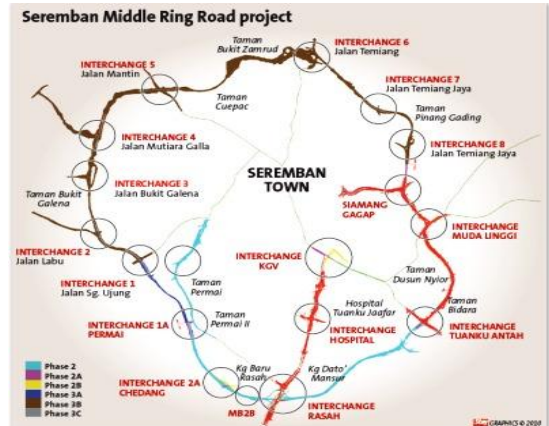 Seremban Middle Ring Road project
Taman
Bukit Zamrud
INTERCHANGE 6
Jalan Temiang
INTERCHANGE 5
Jalan Mantin
INTERCHANGE 7
Jalan Temiang Jaya
Taman
Cuepac
Taman
Pinang Gading
INTERCHANGE 4
Jalan Mutiara Galla
INTERCHANGE 8
Jalan Temiang Jaya
SEREMBAN
TOWN
INTERCHANGE 3
Jalan Bukit Galena
Taman Bukit
Galena
SIAMANG
GAGAP
INTERCHANGE
MUDA LINGGI
INTERCHANGE 2
Jalan Labu
INTERCHANGE
KGV
INTERCHANGE 1
Jalan Sg. Ujung
Taman
Permai
Taman
Dusun Nyior
Hospital
Tuanku Jaafar
Taman
Bidara
INTERCHANGE 1A
PERMAI
Taman
Permai II
INTERCHANGE
HOSPITAL
INTERCHANGE
TUANKU ANTAH
Kg Baru
Rasah
Kg Dato'
Mansur
INTERCHANGE 2A
CHEDANG
MB2B
INTERCHANGE
RASAH
Phase 2
Phase 2A
Phase 2B
Phase 3A
Phase 3B
Phase 3C
GRAPHICS © 2010